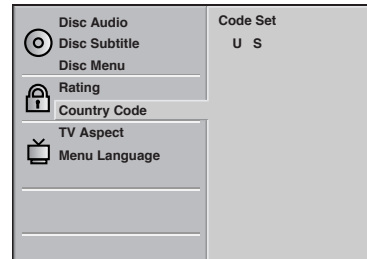 Disc Audio
Disc Subtitle
Disc Menu
Rating
Country Code
TV Aspect
Menu Language
Code Set
U S